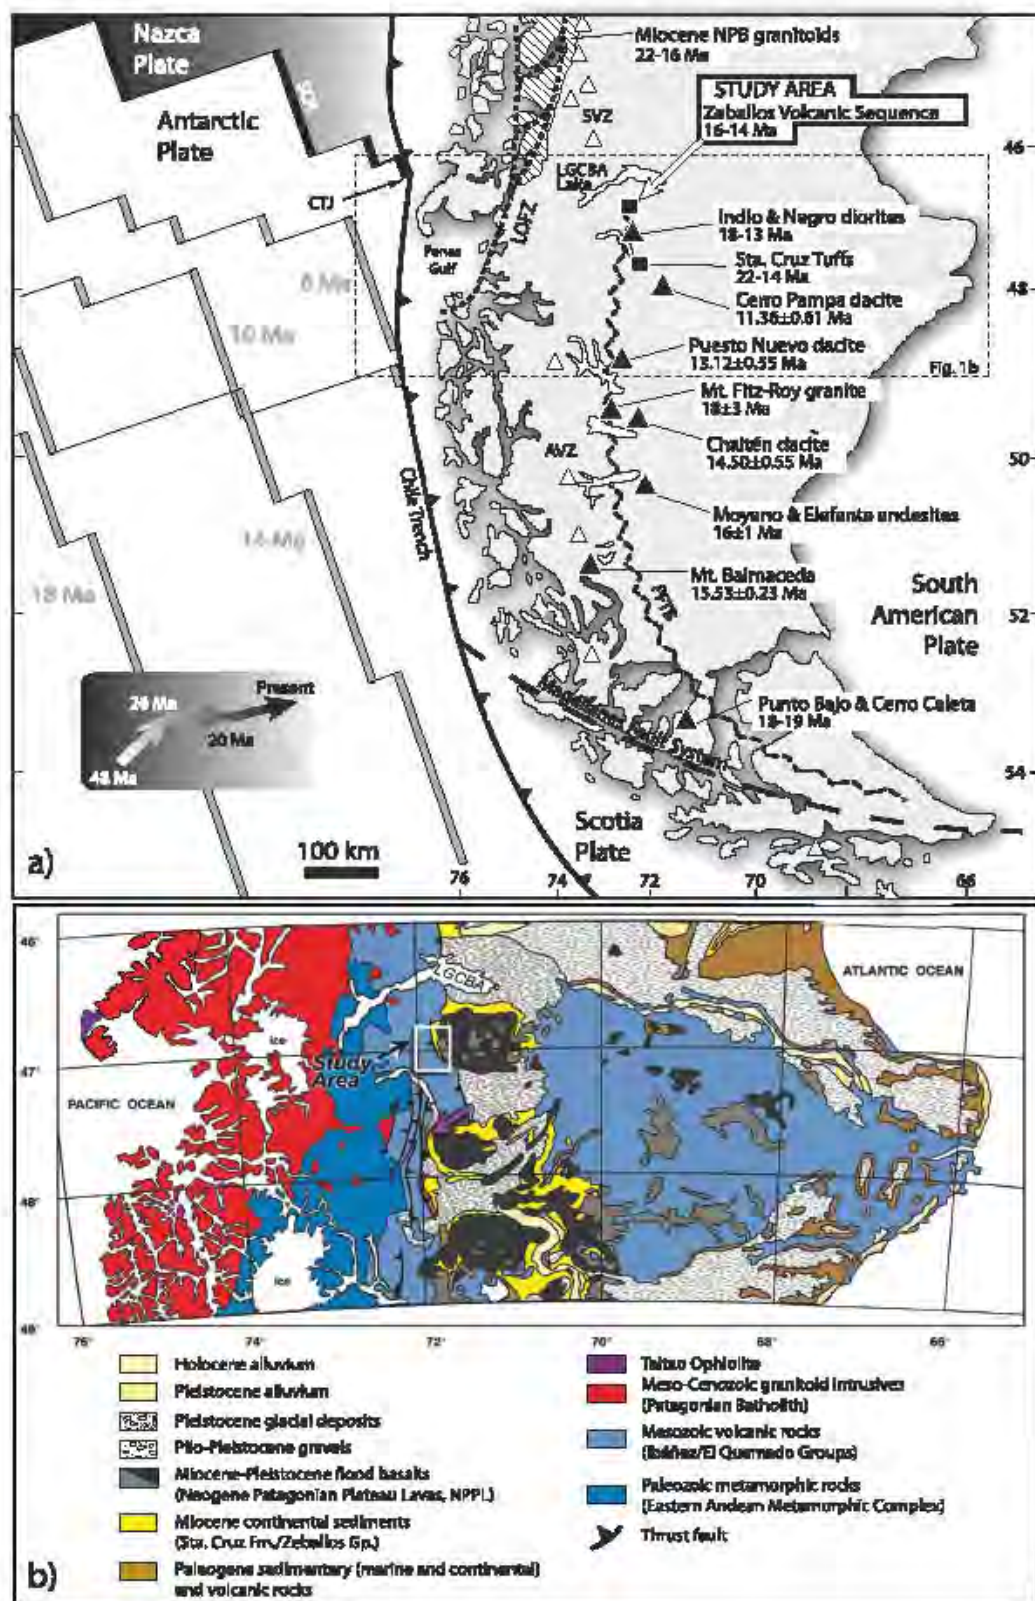 Nazca
Plate
Antarctic
Plate
CTJ
Miocene NPB granitoids
22-16 Ma
STUDY AREA
Zeballos Volcanic Sequence
16-14 Ma
SVZ
46
LGCBA
Lake
LOFZ
Penas
Gulf
Indio & Negro diorites
18-13 Ma
Sta. Cruz Tuffs
22-14 Ma
6 Ma
48
Cerro Pampa dacite
11.36±0.61 Ma
10 Ma
Puesto Nuevo dacite
13.12±0.55 Ma
Fig. 1b
Mt. Fitz-Roy granite
18±3 Ma
Chaltén dacite
14.50±0.55 Ma
AVZ
50
Chile Trench
Moyano & Elefante andesites
16±1 Ma
14 Ma
18 Ma
Mt. Balmaceda
15.53±0.23 Ma
PFTB
South
American
Plate
52
26 Ma
Present
20 Ma
48 Ma
Magallanes Fault System
Punto Bajo & Cerro Caleta
18-19 Ma
54
Scotia
Plate
100 km
a)
76
74
72
70
66
46°
ATLANTIC OCEAN
LGCBA
ice
Study
Area
47°
PACIFIC OCEAN
48°
ice
76°
74°
72°
70°
68°
66°
Holocene alluvium
Pleistocene alluvium
Pleistocene glacial deposits
Plio-Pleistocene gravels
Miocene-Pleistocene flood basalts
(Neogene Patagonian Plateau Lavas, NPPL)
Miocene continental sediments
(Sta. Cruz Fm./Zeballos Gp.)
Paleogene sedimentary (marine and continental)
and volcanic rocks
Taitao Ophiolite
Meso-Cenozoic granitoid intrusives
(Patagonian Batholith)
Mesozoic volcanic rocks
(Ibáñez/El Quemado Groups)
Paleozoic metamorphic rocks
(Eastern Andean Metamorphic Complex)
Thrust fault
b)